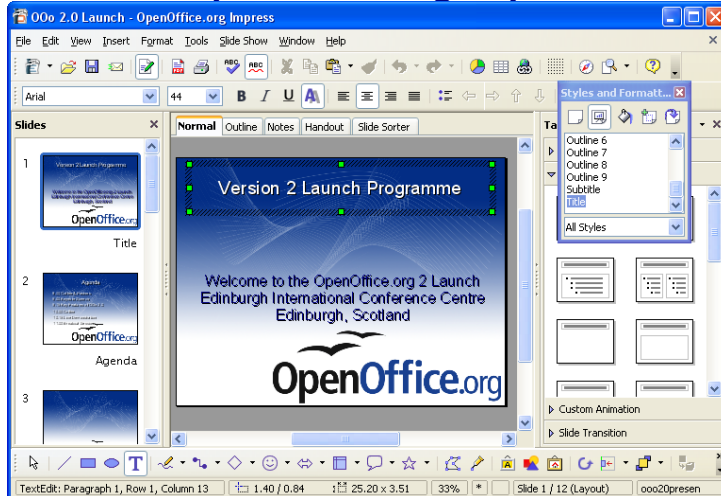 OOo 2.0 Launch - OpenOffice.org Impress
File Edit View Insert Format Tools Slide Show Window Help
Arial 44 B I U A
Styles and Formatt...
Outline 6
Outline 7
Outline 8
Outline 9
Subtitle
Title
All Styles
Slides
Normal Outline Notes Handout Slide Sorter
Ta
1
Version 2 Launch Programme
OpenOffice.org
Title
2
Agenda
OpenOffice.org
Agenda
3
Version 2 Launch Programme
Welcome to the OpenOffice.org 2 Launch
Edinburgh International Conference Centre
Edinburgh, Scotland
OpenOffice.org
Custom Animation
Slide Transition
TextEdit: Paragraph 1, Row 1, Column 13 1.40 / 0.84 25.20 x 3.51 33% * Slide 1 / 12 (Layout) ooo20presen